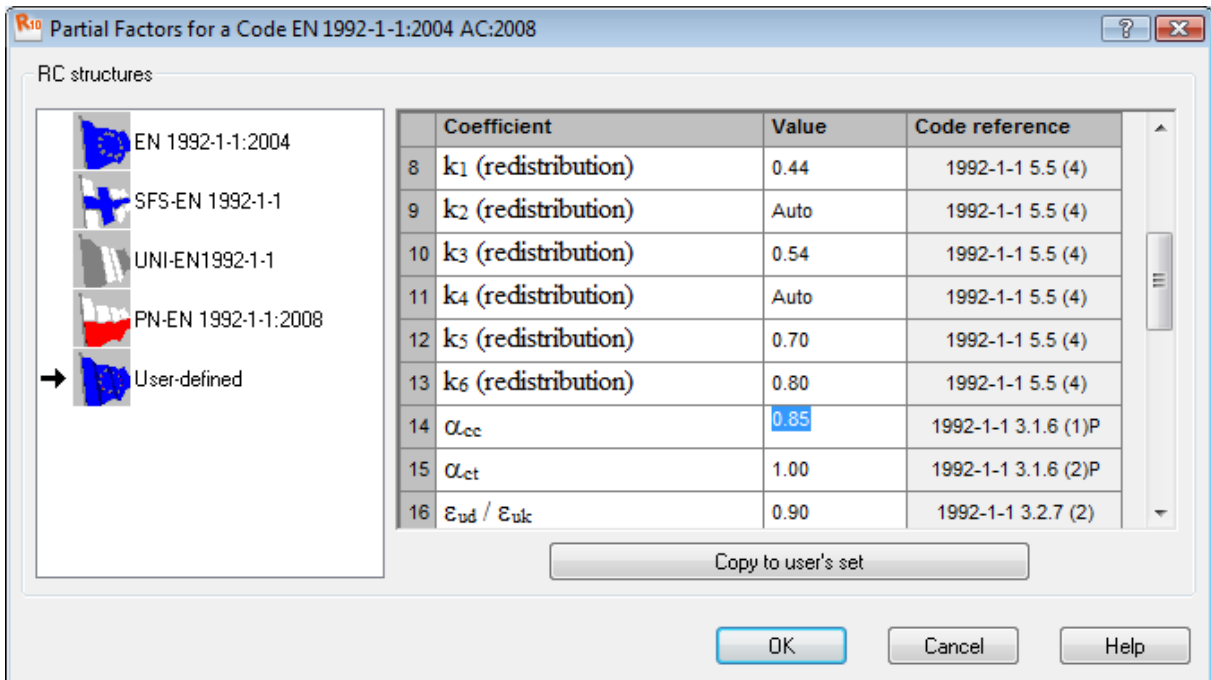 R10 Partial Factors for a Code EN 1992-1-1:2004 AC:2008
RC structures
EN 1992-1-1:2004
SFS-EN 1992-1-1
UNI-EN1992-1-1
PN-EN 1992-1-1:2008
User-defined
Coefficient Value Code reference
8 k1 (redistribution) 0.44 1992-1-1 5.5 (4)
9 k2 (redistribution) Auto 1992-1-1 5.5 (4)
10 k3 (redistribution) 0.54 1992-1-1 5.5 (4)
11 k4 (redistribution) Auto 1992-1-1 5.5 (4)
12 k5 (redistribution) 0.70 1992-1-1 5.5 (4)
13 k6 (redistribution) 0.80 1992-1-1 5.5 (4)
14 αcc 0.85 1992-1-1 3.1.6 (1)P
15 αct 1.00 1992-1-1 3.1.6 (2)P
16 εud / εuk 0.90 1992-1-1 3.2.7 (2)
Copy to user's set
OK Cancel Help